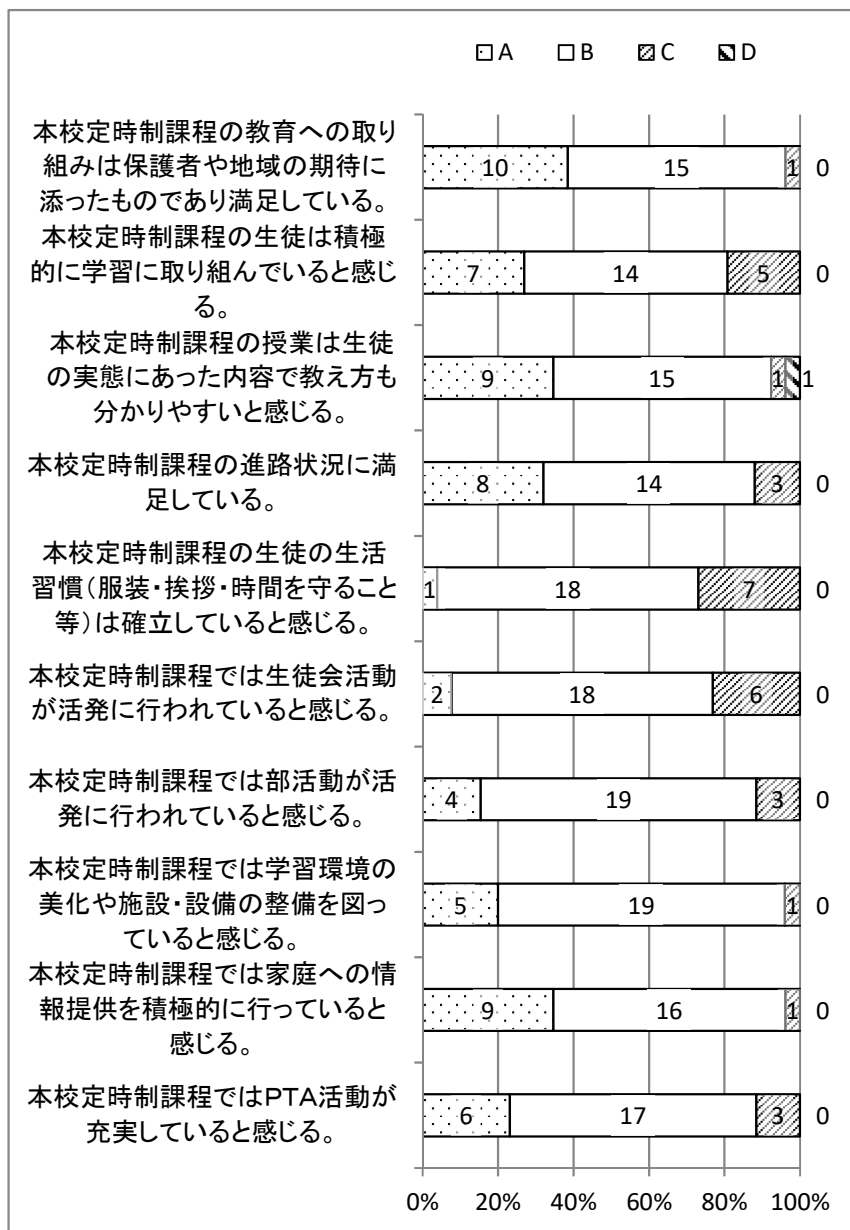 A B C D
本校定時制課程の教育への取り
組みは保護者や地域の期待に
添ったものであり満足している。
10 15 1 0
本校定時制課程の生徒は積極
的に学習に取り組んでいると感じ
る。
7 14 5 0
本校定時制課程の授業は生徒
の実態にあった内容で教え方も
分かりやすいと感じる。
9 15 1 1
本校定時制課程の進路状況に満
足している。
8 14 3 0
本校定時制課程の生徒の生活
習慣(服装・挨拶・時間を守ること
等)は確立していると感じる。
1 18 7 0
本校定時制課程では生徒会活動
が活発に行われていると感じる。
2 18 6 0
本校定時制課程では部活動が活
発に行われていると感じる。
4 19 3 0
本校定時制課程では学習環境の
美化や施設・設備の整備を図っ
ていると感じる。
5 19 1 0
本校定時制課程では家庭への情
報提供を積極的に行っていると
感じる。
9 16 1 0
本校定時制課程ではPTA活動が
充実していると感じる。
6 17 3 0
0% 20% 40% 60% 80% 100%